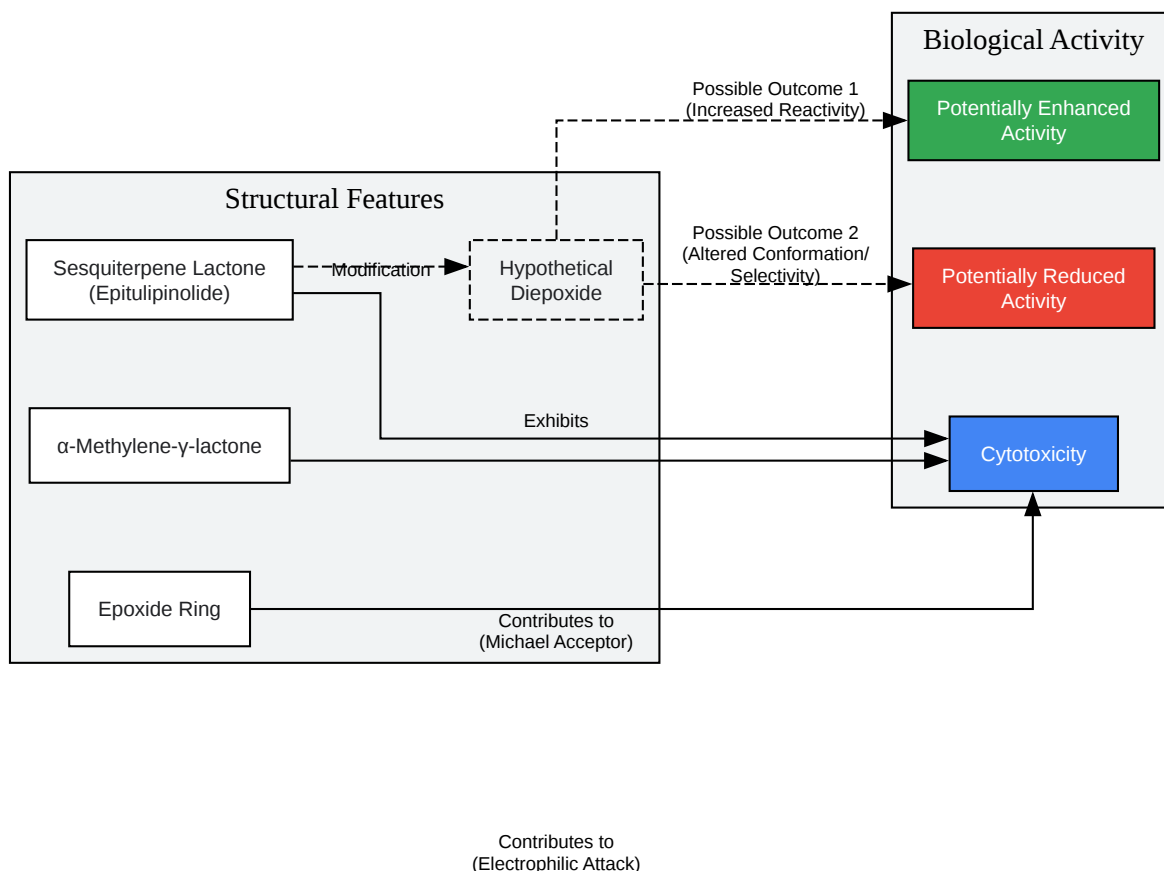 Biological Activity
Possible Outcome 1
(Increased Reactivity)
Potentially Enhanced
Activity
Structural Features
Sesquiterpene Lactone
(Epitulipinolide)
Modification
Hypothetical
Diepoxide
Possible Outcome 2
(Altered Conformation/
Selectivity)
Potentially Reduced
Activity
Exhibits
α-Methylene-γ-lactone
Cytotoxicity
Epoxide Ring
Contributes to
(Michael Acceptor)
Contributes to
(Electrophilic Attack)